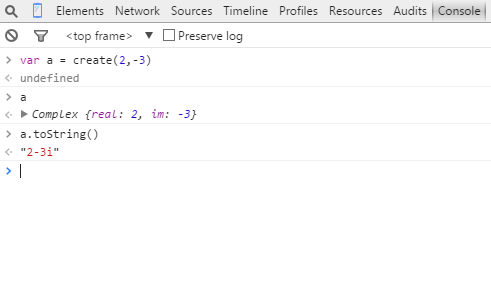 Elements Network Sources Timeline Profiles Resources Audits Console
<top frame> ▼ Preserve log
> var a = create(2,-3)
undefined
> a
▶ Complex {real: 2, im: -3}
> a.toString()
"2-3i"
>